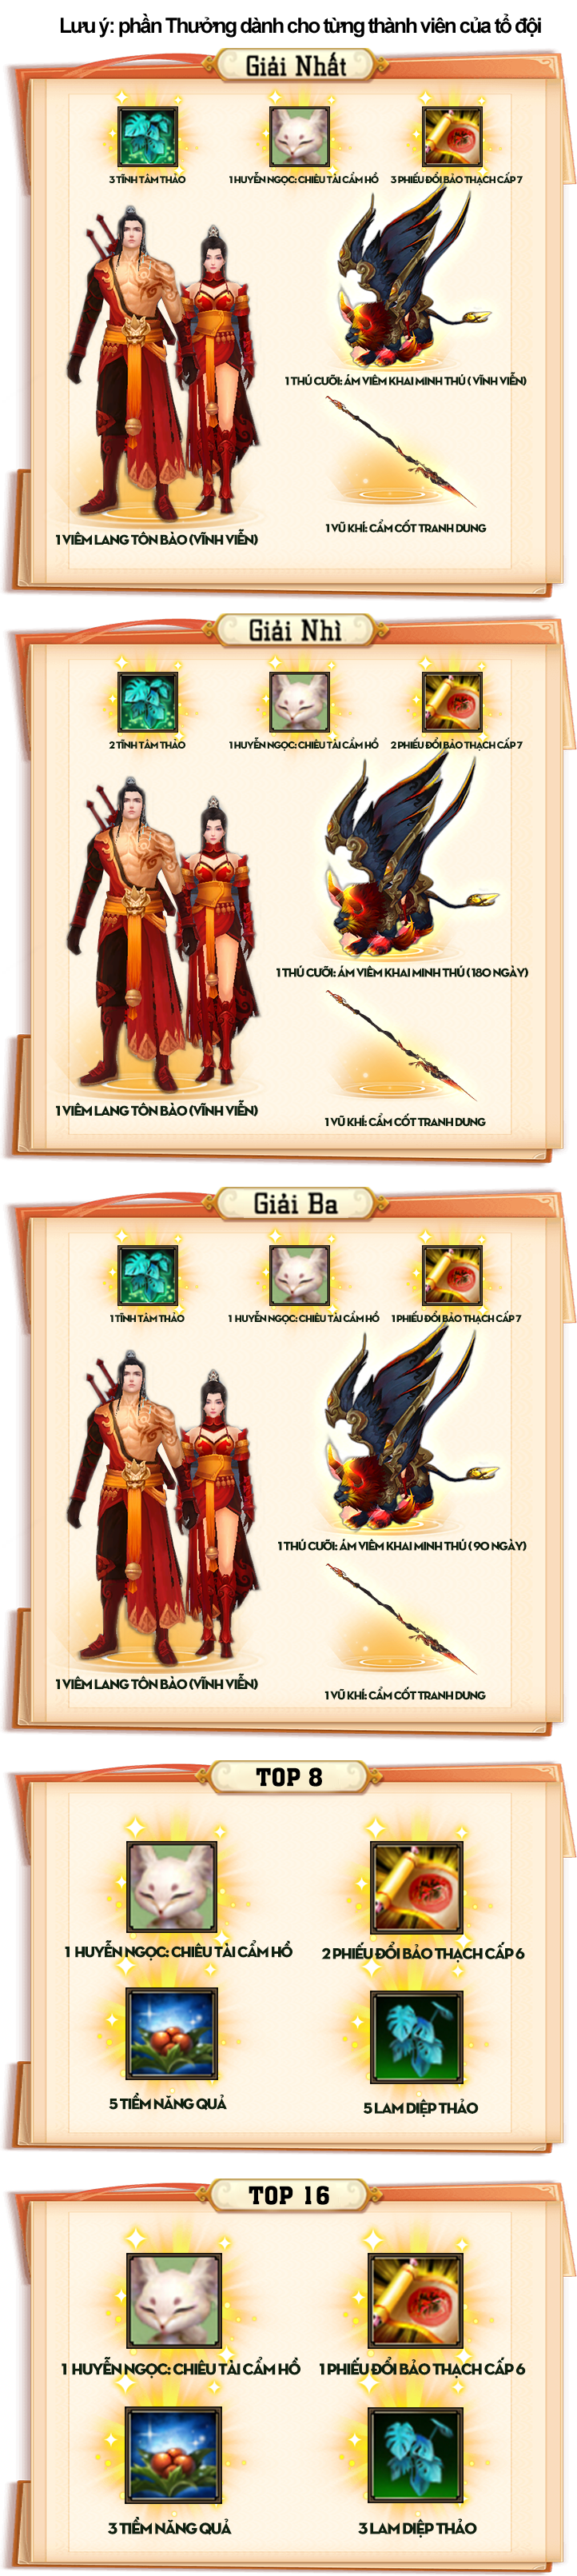 Lưu ý: phần Thưởng dành cho từng thành viên của tổ đội
Giải Nhất
3 TĨNH TÂM THẢO
1 HUYỄN NGỌC: CHIÊU TÀI CẨM HỒ
3 PHIẾU ĐỔI BẢO THẠCH CẤP 7
1 THÚ CƯỠI: ÁM VIÊM KHAI MINH THÚ ( VĨNH VIỄN)
1 VŨ KHÍ: CẨM CỐT TRANH DUNG
1 VIÊM LANG TÔN BÀO (VĨNH VIỄN)
Giải Nhì
2 TĨNH TÂM THẢO
1 HUYỄN NGỌC: CHIÊU TÀI CẨM HỒ
2 PHIẾU ĐỔI BẢO THẠCH CẤP 7
1 THÚ CƯỠI: ÁM VIÊM KHAI MINH THÚ ( 180 NGÀY)
1 VIÊM LANG TÔN BÀO (VĨNH VIỄN)
1 VŨ KHÍ: CẨM CỐT TRANH DUNG
Giải Ba
1 TĨNH TÂM THẢO
1 HUYỄN NGỌC: CHIÊU TÀI CẨM HỒ
1 PHIẾU ĐỔI BẢO THẠCH CẤP 7
1 THÚ CƯỠI: ÁM VIÊM KHAI MINH THÚ ( 90 NGÀY)
1 VIÊM LANG TÔN BÀO (VĨNH VIỄN)
1 VŨ KHÍ: CẨM CỐT TRANH DUNG
TOP 8
1 HUYỄN NGỌC: CHIÊU TÀI CẨM HỒ
2 PHIẾU ĐỔI BẢO THẠCH CẤP 6
5 TIỀM NĂNG QUẢ
5 LAM DIỆP THẢO
TOP 16
1 HUYỄN NGỌC: CHIÊU TÀI CẨM HỒ
1 PHIẾU ĐỔI BẢO THẠCH CẤP 6
3 TIỀM NĂNG QUẢ
3 LAM DIỆP THẢO